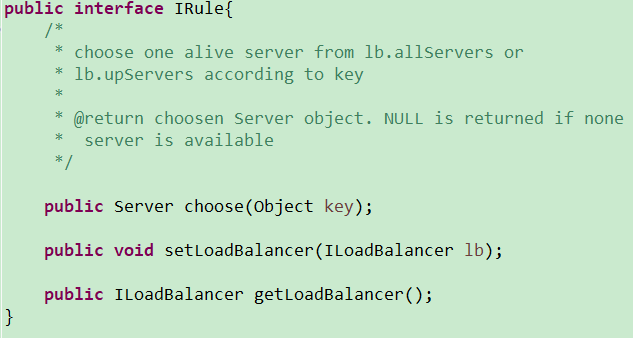 public interface IRule{
    /*
     * choose one alive server from lb.allServers or
     * lb.upServers according to key
     *
     * @return choosen Server object. NULL is returned if none
     *  server is available
     */
    public Server choose(Object key);
    public void setLoadBalancer(ILoadBalancer lb);
    public ILoadBalancer getLoadBalancer();
}